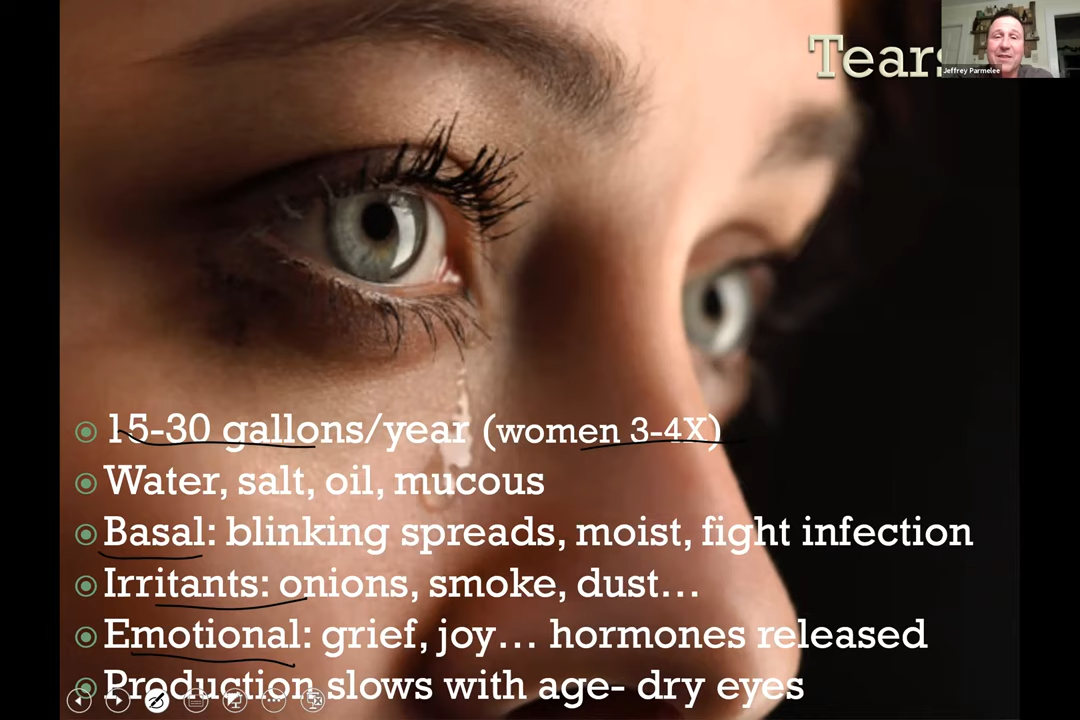 Tears
Jeffrey Parmelee
15-30 gallons/year (women 3-4X)
Water, salt, oil, mucous
Basal: blinking spreads, moist, fight infection
Irritants: onions, smoke, dust…
Emotional: grief, joy… hormones released
Production slows with age- dry eyes